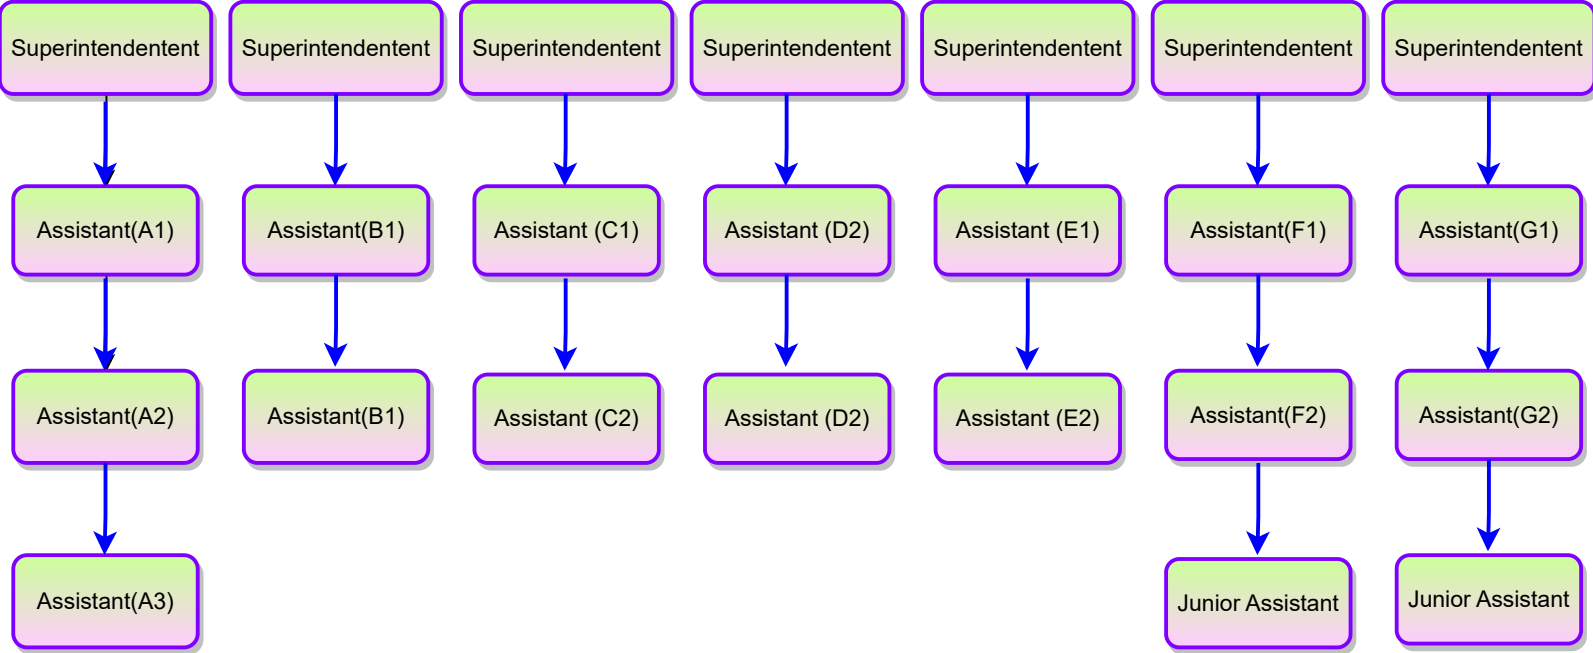 Superintendentent
Superintendentent
Superintendentent
Superintendentent
Superintendentent
Superintendentent
Superintendentent
Assistant(A1)
Assistant(B1)
Assistant (C1)
Assistant (D2)
Assistant (E1)
Assistant(F1)
Assistant(G1)
Assistant(A2)
Assistant(B1)
Assistant (C2)
Assistant (D2)
Assistant (E2)
Assistant(F2)
Assistant(G2)
Assistant(A3)
Junior Assistant
Junior Assistant